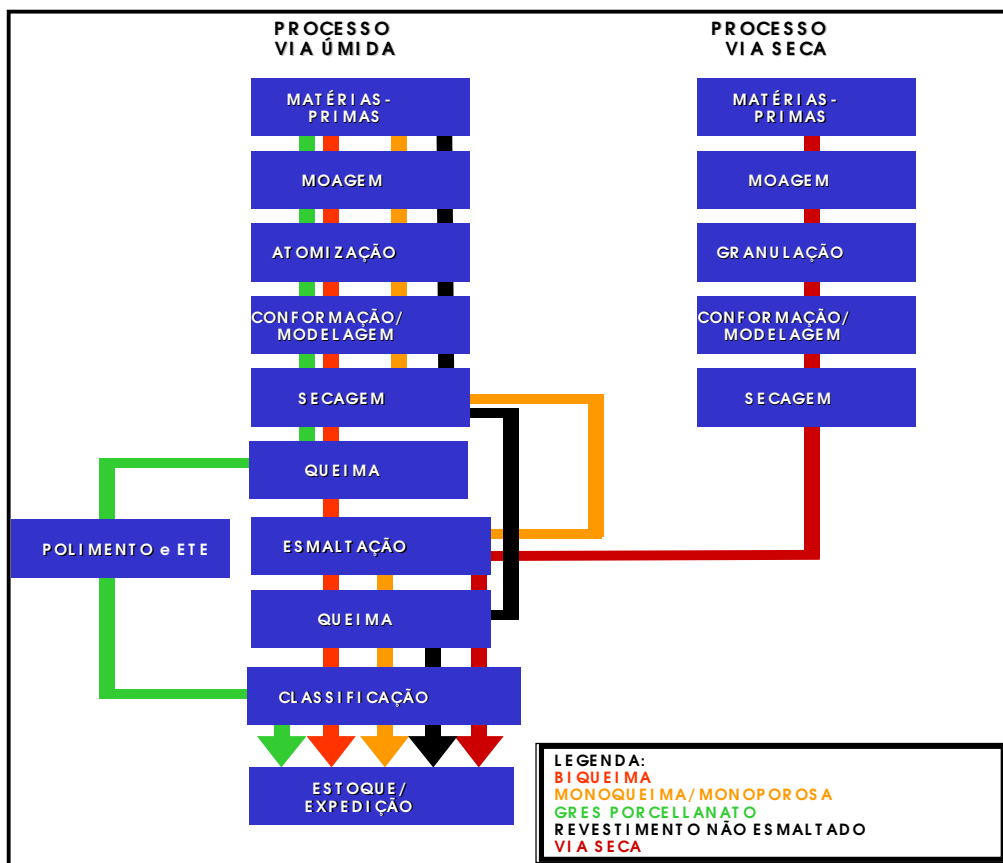 PROCESSO
VIA ÚMIDA
PROCESSO
VIA SECA
MATÉRIAS-
PRIMAS
MATÉRIAS-
PRIMAS
MOAGEM
MOAGEM
ATOMIZAÇÃO
GRANULAÇÃO
CONFORMAÇÃO/
MODELAGEM
CONFORMAÇÃO/
MODELAGEM
SECAGEM
SECAGEM
QUEIMA
POLIMENTO e ETE
ESMALTAÇÃO
QUEIMA
CLASSIFICAÇÃO
ESTOQUE/
EXPEDIÇÃO
LEGENDA:
BIQUEIMA
MONOQUEIMA/MONOPOROSA
GRES PORCELLANATO
REVESTIMENTO NÃO ESMALTADO
VIA SECA